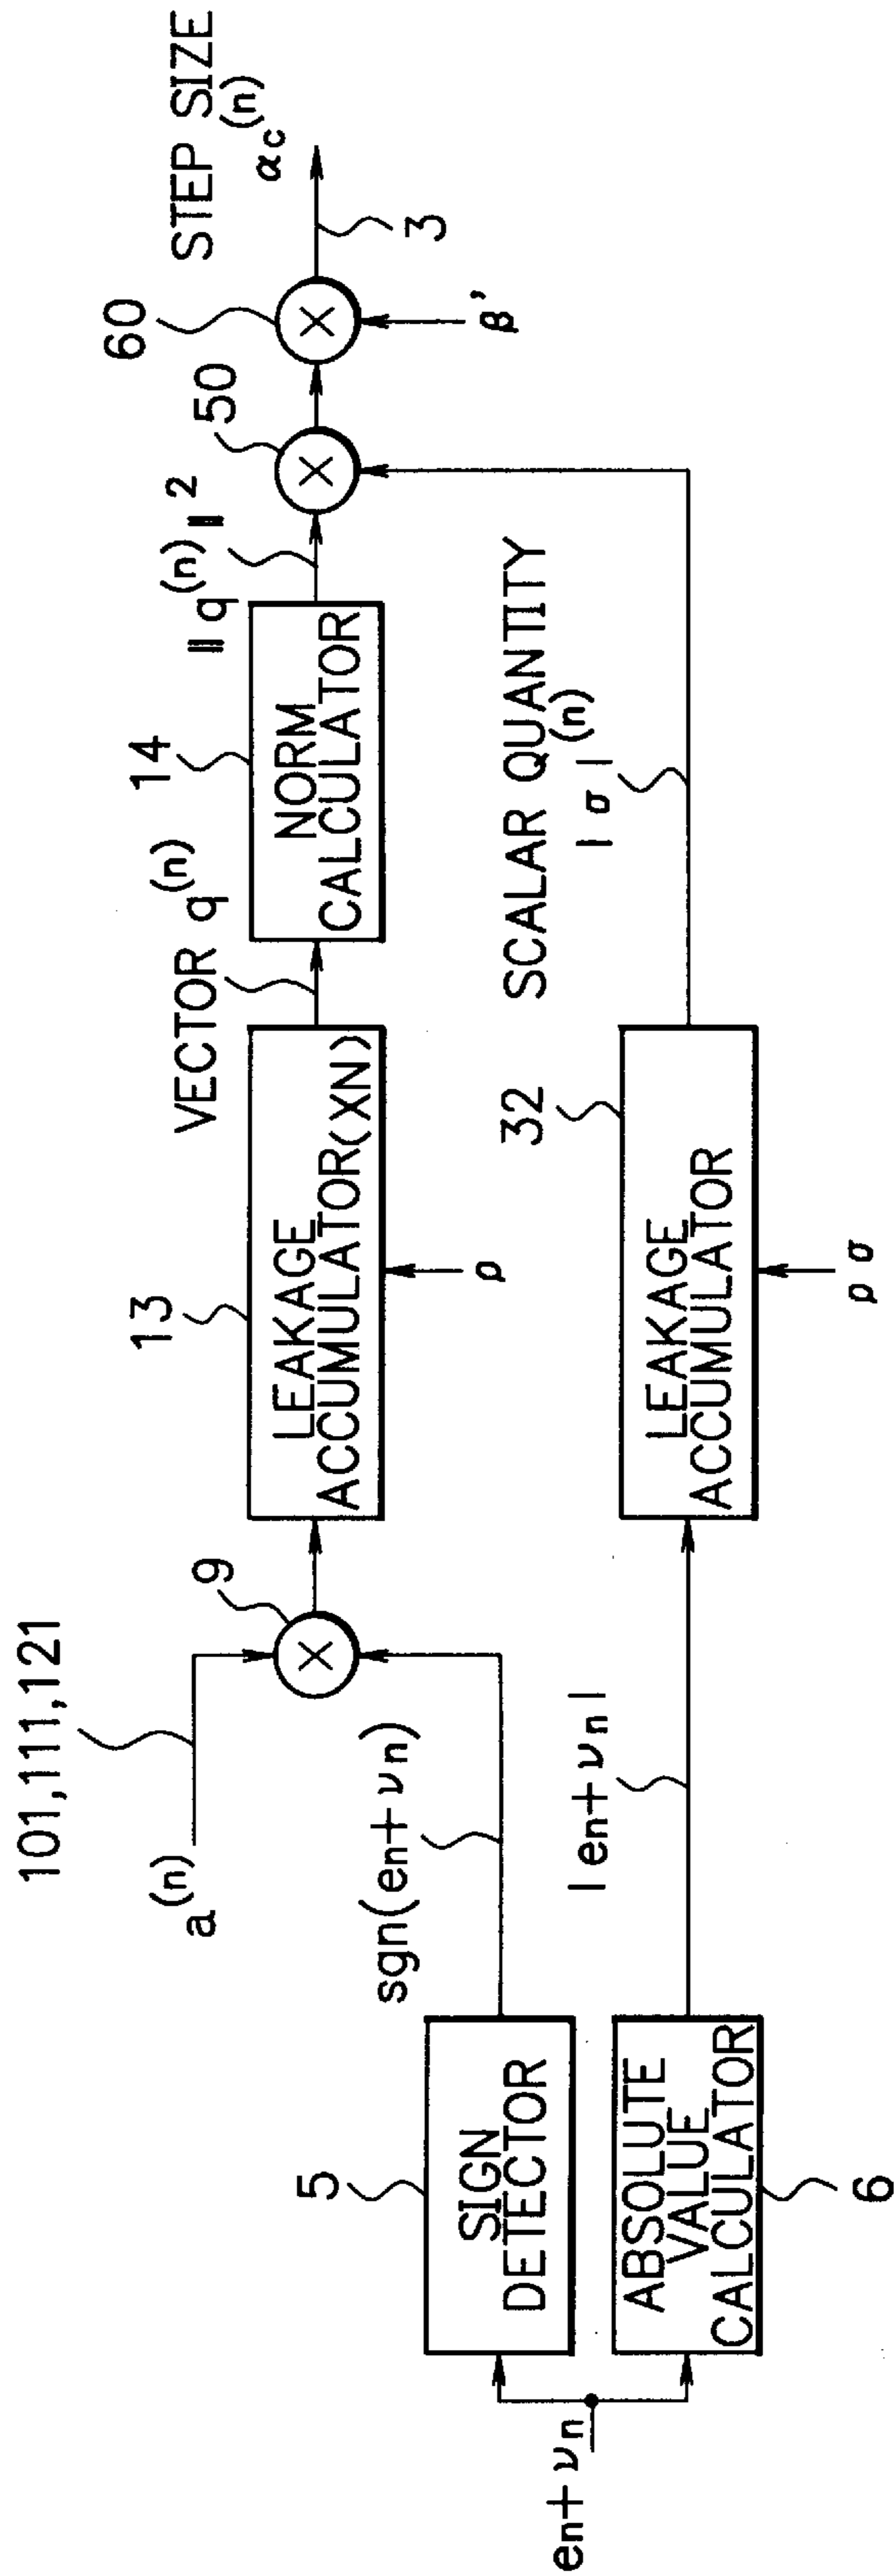 101,111,121
a(n)
9
13
LEAKAGE
ACCUMULATOR(XN)
ρ
VECTOR q(n)
14
NORM
CALCULATOR
‖q(n)‖2
50
60
β'
STEP SIZE
αc(n)
3
en+νn
5
SIGN
DETECTOR
sgn(en+νn)
ABSOLUTE
VALUE
CALCULATOR
6
|en+νn|
32
LEAKAGE
ACCUMULATOR
ρσ
SCALAR QUANTITY
|σ|(n)